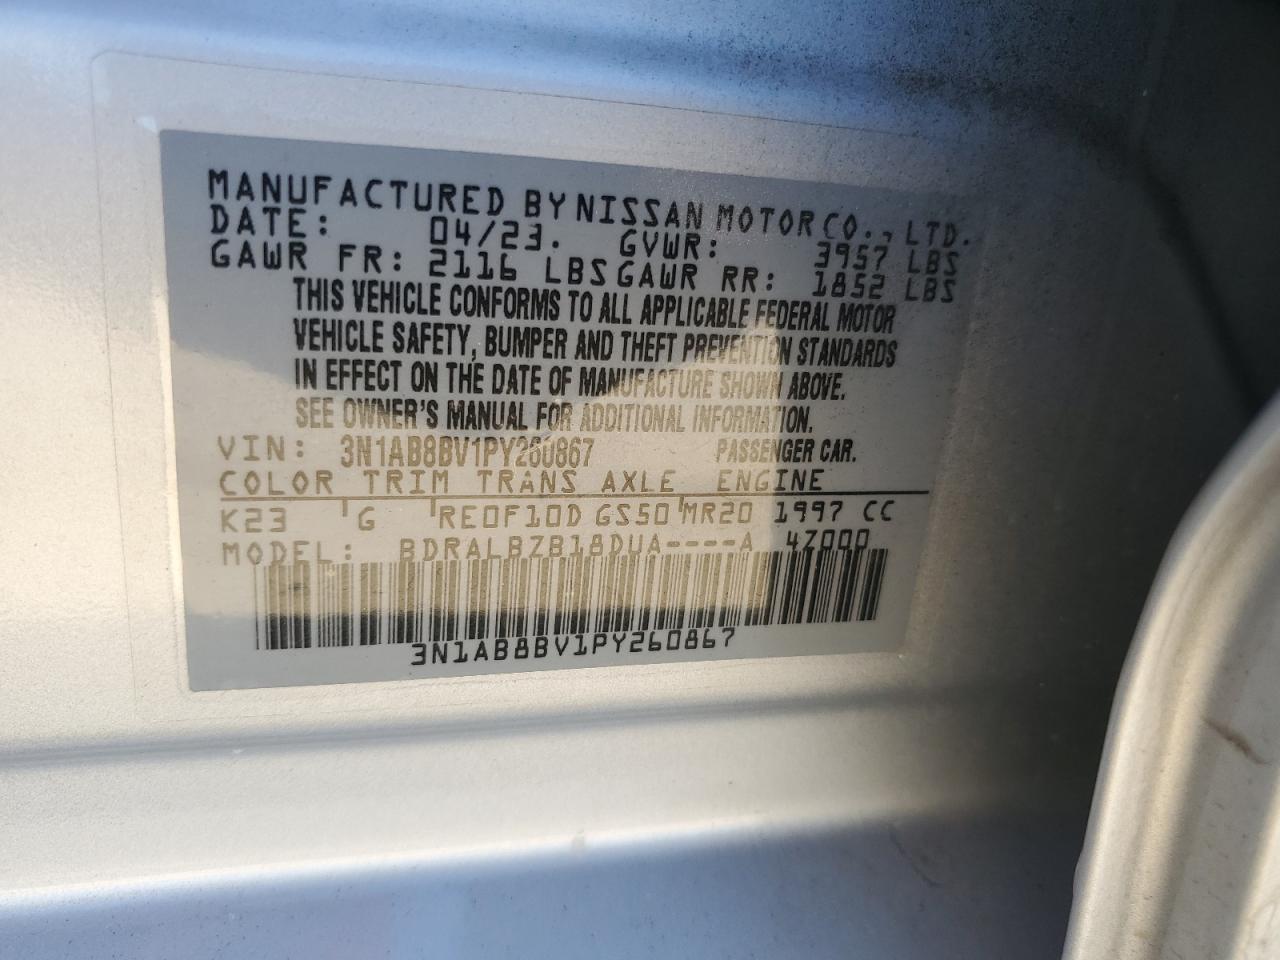 MANUFACTURED BY NISSAN MOTOR CO., LTD.
DATE: 04/23. GVWR: 3957 LBS
GAWR FR: 2116 LBS GAWR RR: 1852 LBS
THIS VEHICLE CONFORMS TO ALL APPLICABLE FEDERAL MOTOR
VEHICLE SAFETY, BUMPER AND THEFT PREVENTION STANDARDS
IN EFFECT ON THE DATE OF MANUFACTURE SHOWN ABOVE.
SEE OWNER'S MANUAL FOR ADDITIONAL INFORMATION.
VIN: 3N1AB8BV1PY260867 PASSENGER CAR.
COLOR TRIM TRANS AXLE ENGINE
K23 'G 'RE0F10D GS50 'MR20 1997 CC
MODEL: BDRALBZB18DUA----A 4Z000
3N1AB8BV1PY260867